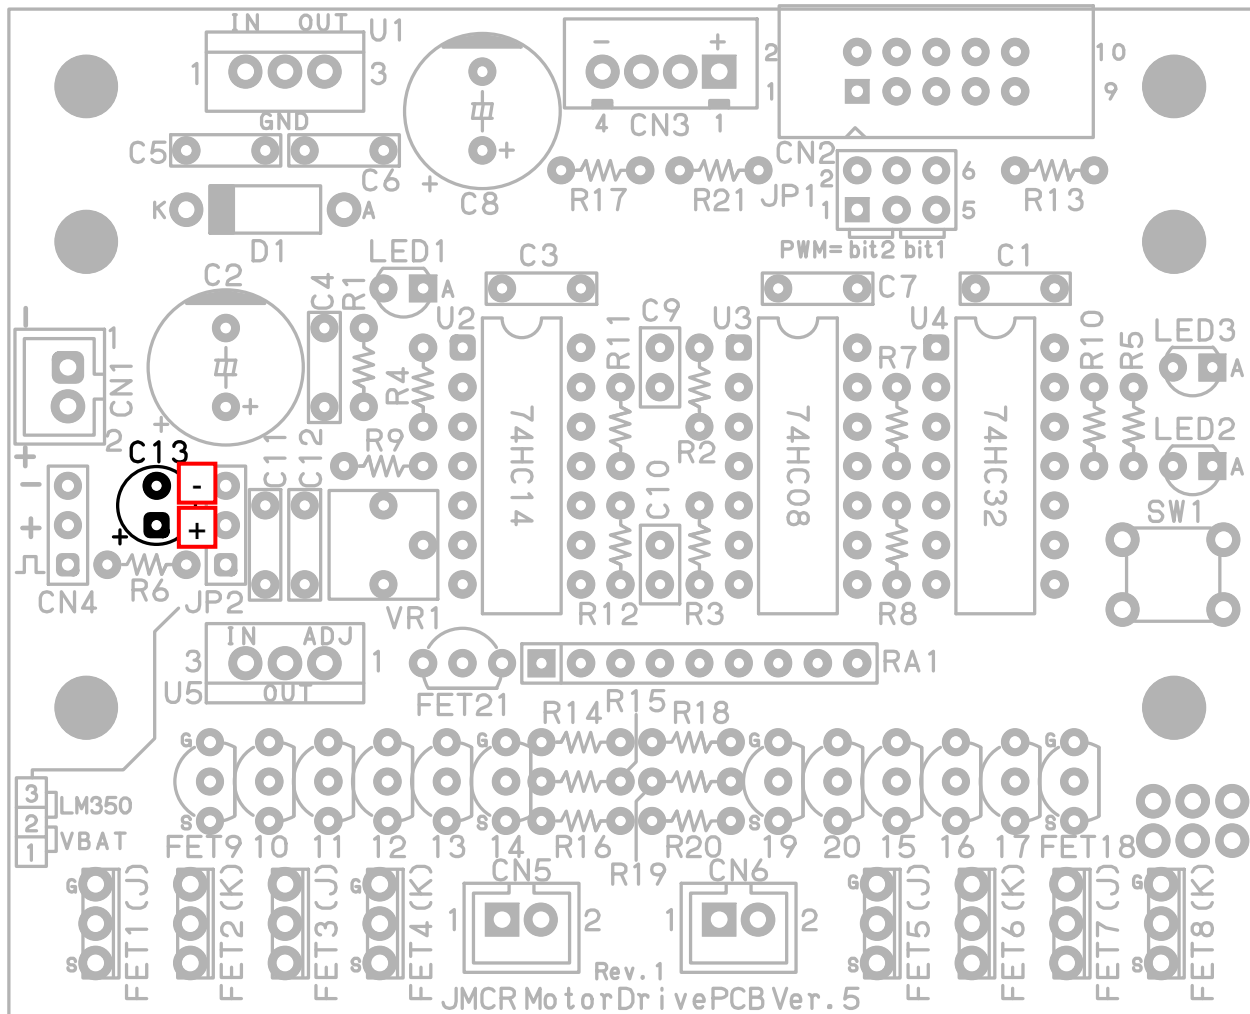 IN OUT U1
1 3
GND
C5 C6
K A
D1
C8
+
+
- +
4 CN3 1
2 10
1 9
CN2
R17 R21 JP1
2 6
1 5
R13
PWM= bit2 bit1
LED1
A
C2
+
+
C4
R1
C3
U2
R4
R9
74HC14
R11
C9
R2
C10
R12 R3
C7
U3
74HC08
R7
R8
C1
U4
74HC32
R10
R5
LED3
A
LED2
A
SW1
-
1
CN1
2
+
C13
-
+
+
-
+
CN4
R6
JP2
C11
C12
VR1
IN ADJ
3 1
U5 OUT
FET21
RA1
R15
R14 R18
R16 R20
R19
G G G G
S S S S
FET9 10 11 12 13 14
19 20 15 16 17 FET18
3
2
1
LM350
VBAT
G G G G
S S S S
FET1(J)
FET2(K)
FET3(J)
FET4(K)
CN5
1 2
CN6
1 2
FET5(J)
FET6(K)
FET7(J)
FET8(K)
Rev.1
JMCR MotorDrivePCB Ver.5